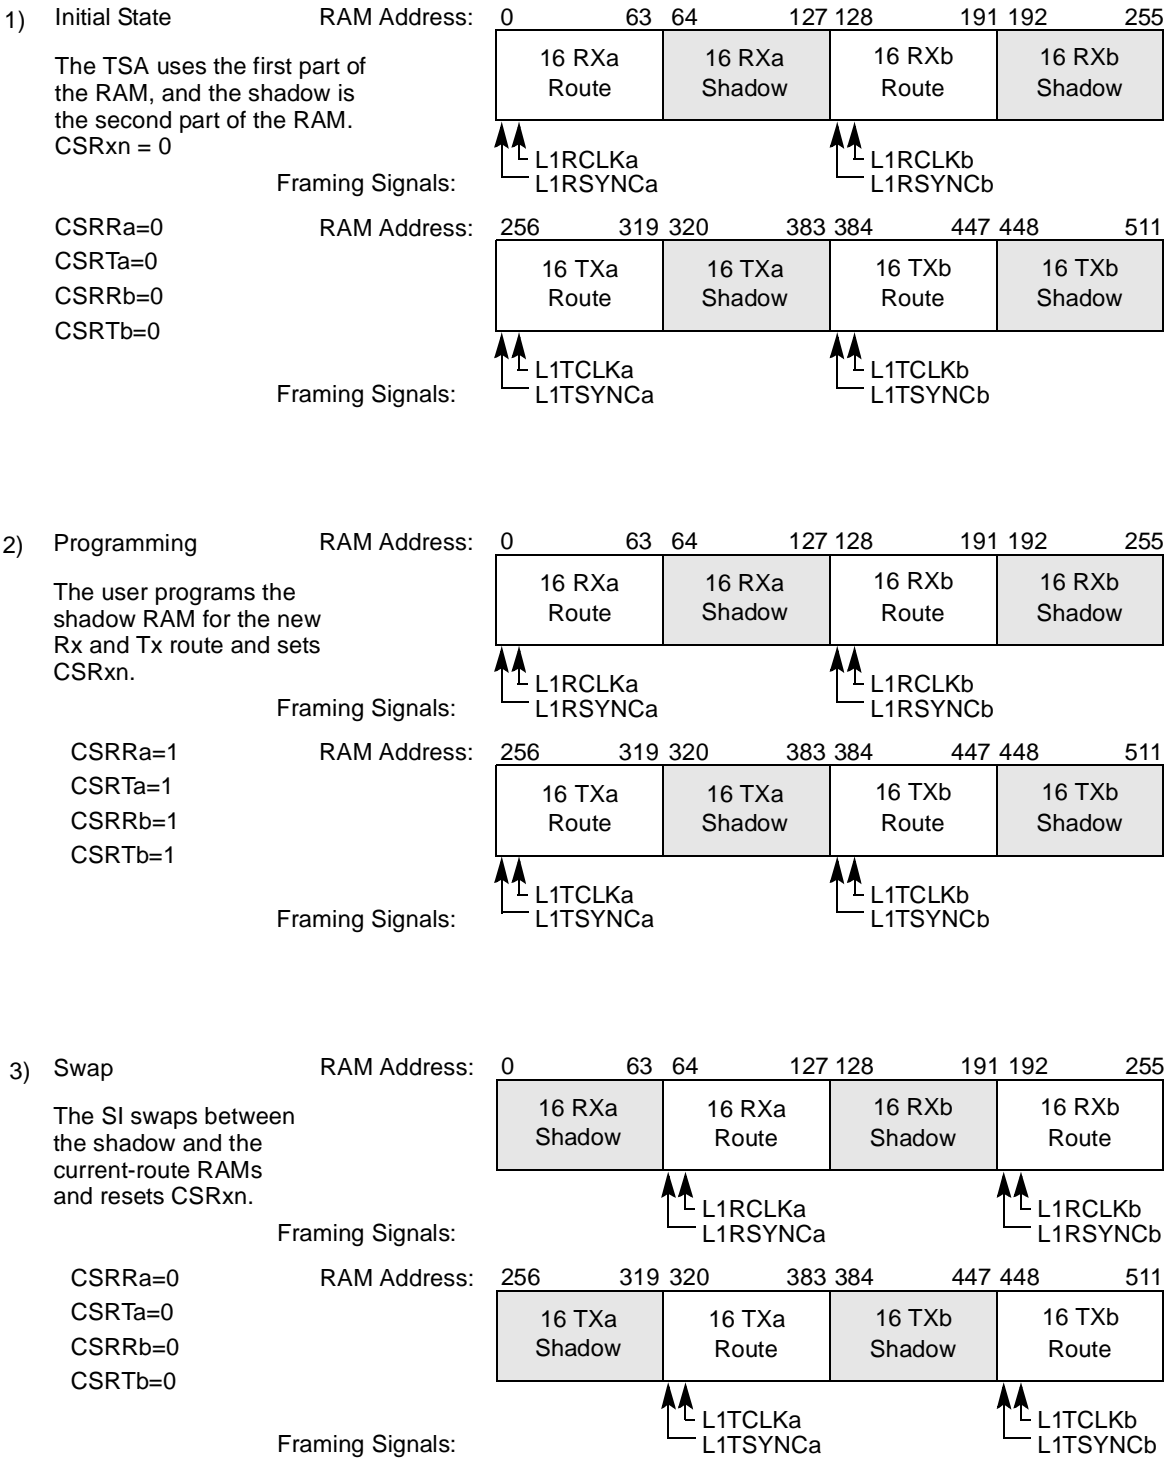 1) Initial State RAM Address: 0 63 64 127 128 191 192 255
The TSA uses the first part of
the RAM, and the shadow is
the second part of the RAM.
CSRxn = 0
16 RXa 16 RXa 16 RXb 16 RXb
Route Shadow Route Shadow
L1RCLKa L1RCLKb
Framing Signals: L1RSYNCa L1RSYNCb
CSRRa=0 RAM Address: 256 319 320 383 384 447 448 511
CSRTa=0
CSRRb=0
CSRTb=0
16 TXa 16 TXa 16 TXb 16 TXb
Route Shadow Route Shadow
L1TCLKa L1TCLKb
Framing Signals: L1TSYNCa L1TSYNCb
2) Programming RAM Address: 0 63 64 127 128 191 192 255
The user programs the
shadow RAM for the new
Rx and Tx route and sets
CSRxn.
16 RXa 16 RXa 16 RXb 16 RXb
Route Shadow Route Shadow
L1RCLKa L1RCLKb
Framing Signals: L1RSYNCa L1RSYNCb
CSRRa=1 RAM Address: 256 319 320 383 384 447 448 511
CSRTa=1
CSRRb=1
CSRTb=1
16 TXa 16 TXa 16 TXb 16 TXb
Route Shadow Route Shadow
L1TCLKa L1TCLKb
Framing Signals: L1TSYNCa L1TSYNCb
3) Swap RAM Address: 0 63 64 127 128 191 192 255
The SI swaps between
the shadow and the
current-route RAMs
and resets CSRxn.
16 RXa 16 RXa 16 RXb 16 RXb
Shadow Route Shadow Route
L1RCLKa L1RCLKb
Framing Signals: L1RSYNCa L1RSYNCb
CSRRa=0 RAM Address: 256 319 320 383 384 447 448 511
CSRTa=0
CSRRb=0
CSRTb=0
16 TXa 16 TXa 16 TXb 16 TXb
Shadow Route Shadow Route
L1TCLKa L1TCLKb
Framing Signals: L1TSYNCa L1TSYNCb